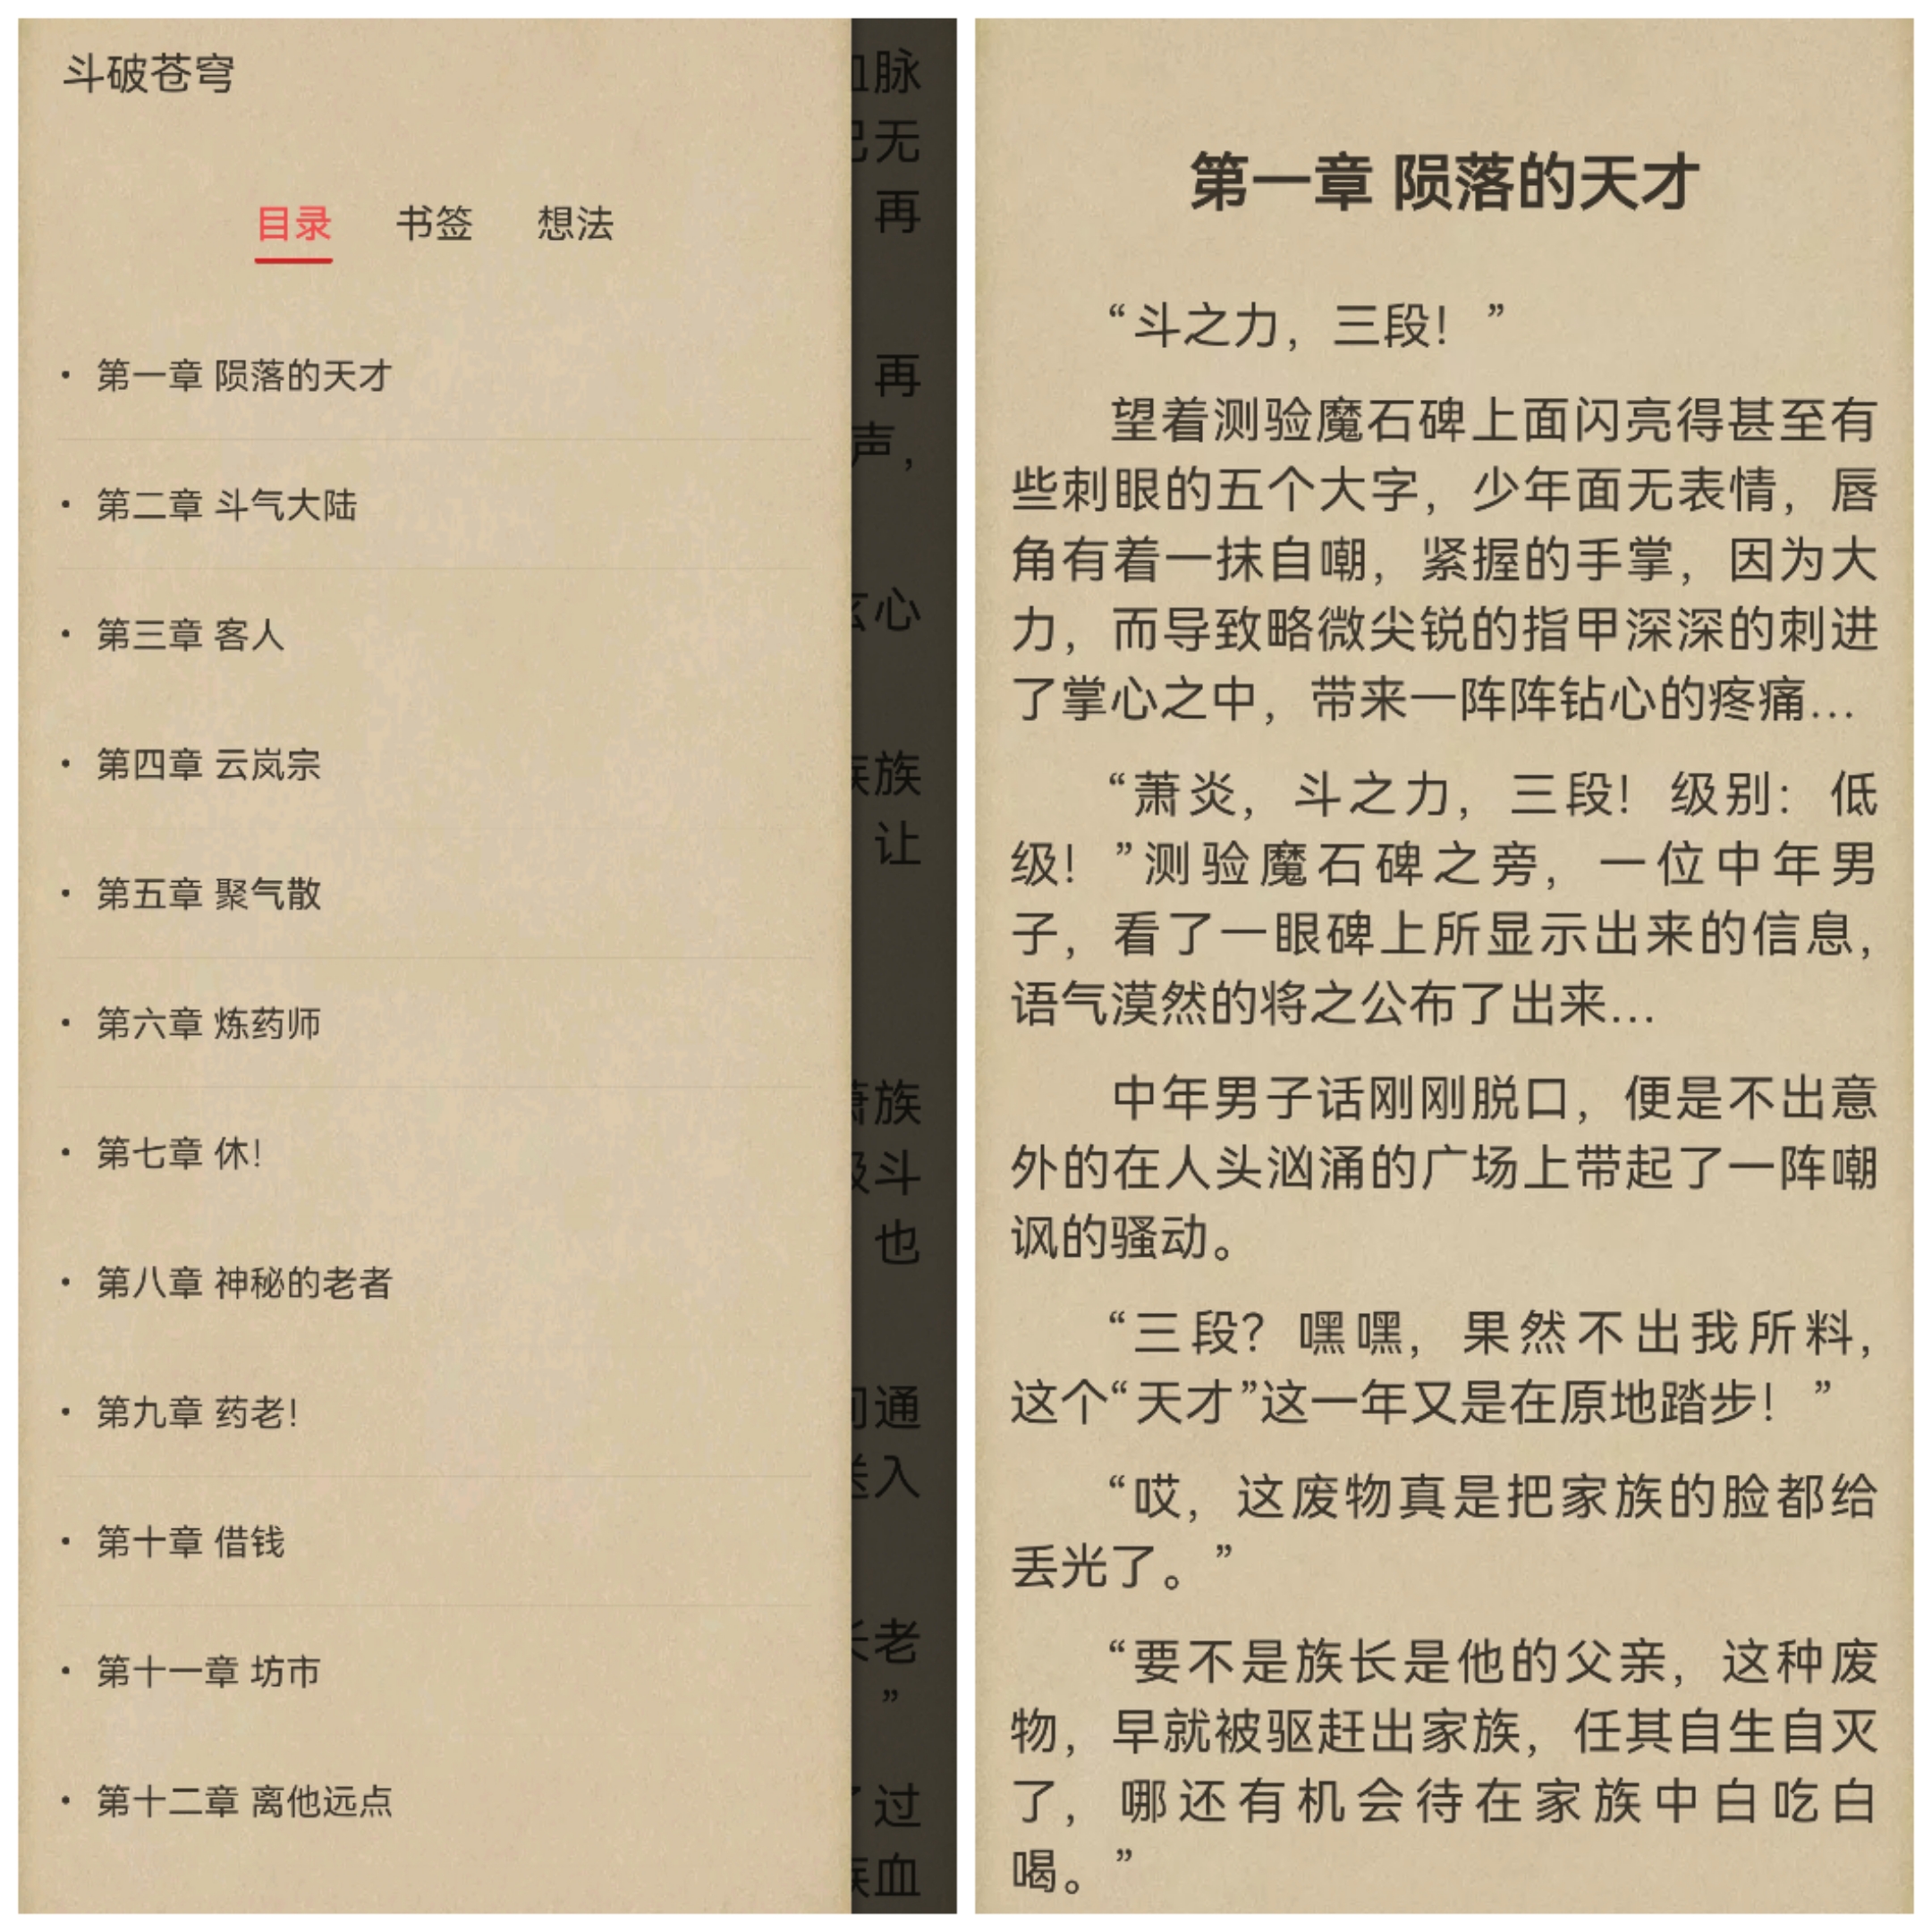 斗破苍穹
目录 书签 想法
• 第一章 陨落的天才
• 第二章 斗气大陆
• 第三章 客人
• 第四章 云岚宗
• 第五章 聚气散
• 第六章 炼药师
• 第七章 休！
• 第八章 神秘的老者
• 第九章 药老！
• 第十章 借钱
• 第十一章 坊市
• 第十二章 离他远点
脉
无
再
再
声，
心
族
让
族
斗
也
通
入
老
”
过
血
第一章 陨落的天才
“斗之力，三段！”
望着测验魔石碑上面闪亮得甚至有
些刺眼的五个大字，少年面无表情，唇
角有着一抹自嘲，紧握的手掌，因为大
力，而导致略微尖锐的指甲深深的刺进
了掌心之中，带来一阵阵钻心的疼痛…
“萧炎，斗之力，三段！级别：低
级！”测验魔石碑之旁，一位中年男
子，看了一眼碑上所显示出来的信息，
语气漠然的将之公布了出来…
中年男子话刚刚脱口，便是不出意
外的在人头汹涌的广场上带起了一阵嘲
讽的骚动。
“三段？嘿嘿，果然不出我所料，
这个“天才”这一年又是在原地踏步！”
“哎，这废物真是把家族的脸都给
丢光了。”
“要不是族长是他的父亲，这种废
物，早就被驱赶出家族，任其自生自灭
了，哪还有机会待在家族中白吃白
喝。”